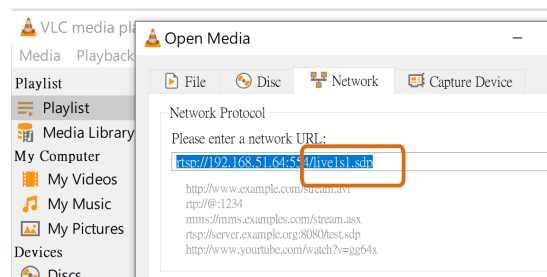 VLC media pla
Media Playback
Playlist
Playlist
Media Library
My Computer
My Videos
My Music
My Pictures
Devices
Discs
Open Media
File
Disc
Network
Capture Device
Network Protocol
Please enter a network URL:
rtsp://192.168.51.64:554/live1s1.sdp
http://www.example.com/stream.avi
rtp://@:1234
mms://mms.examples.com/stream.asx
rtsp://server.example.org:8080/test.sdp
http://www.yourtube.com/watch?v=gg64x